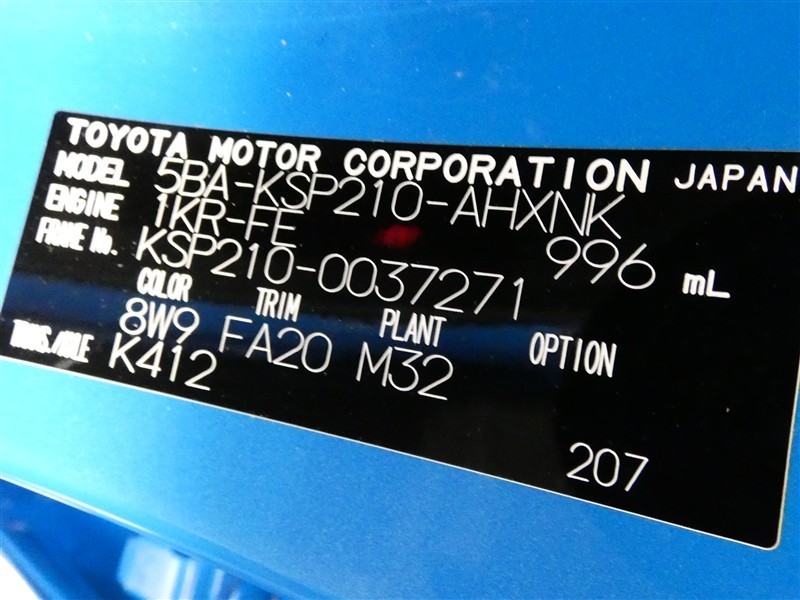 TOYOTA MOTOR CORPORATION JAPAN
MODEL 5BA-KSP210-AHXNK
ENGINE 1KR-FE 996 mL
FRAME No. KSP210-0037271
COLOR TRIM PLANT OPTION
8W9 FA20 M32
TRANS./AXLE K412
207